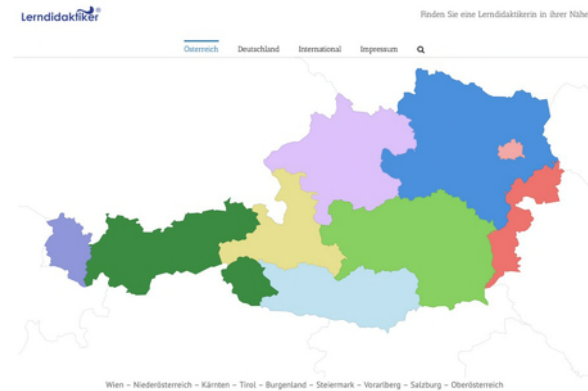 Lerndidaktiker®
Finden Sie eine Lerndidaktikerin in ihrer Nähe
Österreich Deutschland International Impressum
Wien – Niederösterreich – Kärnten – Tirol – Burgenland – Steiermark – Vorarlberg – Salzburg – Oberösterreich